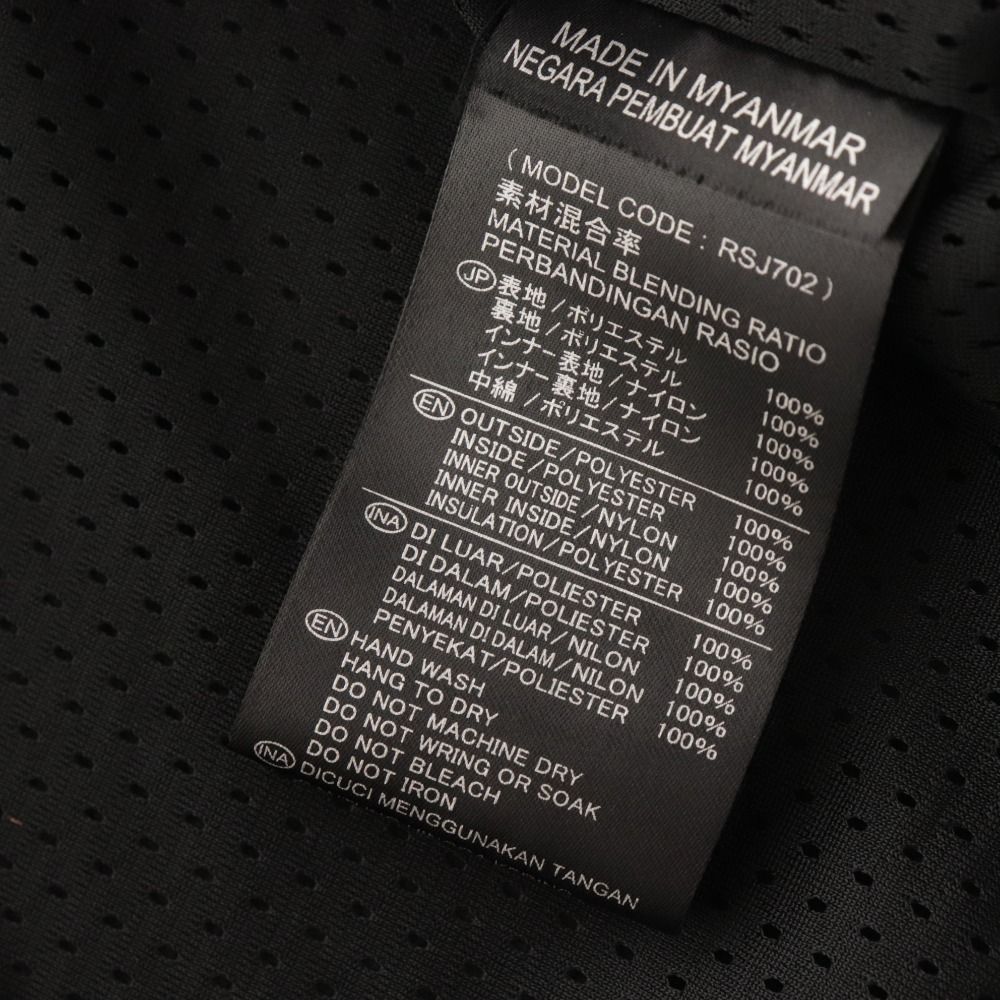 MADE IN MYANMAR
NEGARA PEMBUAT MYANMAR
( MODEL CODE : RSJ702 )
素材混合率
MATERIAL BLENDING RATIO
PERBANDINGAN RASIO
JP 表地/ポリエステル 100%
裏地/ポリエステル 100%
インナー表地/ナイロン 100%
インナー裏地/ナイロン 100%
中綿/ポリエステル 100%
EN OUTSIDE/POLYESTER 100%
INSIDE/POLYESTER 100%
INNER OUTSIDE/NYLON 100%
INNER INSIDE/NYLON 100%
INSULATION/POLYESTER 100%
INA DI LUAR/POLIESTER 100%
DI DALAM/POLIESTER 100%
DALAMAN DI LUAR/NILON 100%
DALAMAN DI DALAM/NILON 100%
PENYEKAT/POLIESTER 100%
EN HAND WASH
HANG TO DRY
DO NOT MACHINE DRY
DO NOT WRING OR SOAK
DO NOT BLEACH
DO NOT IRON
INA DICUCI MENGGUNAKAN TANGAN